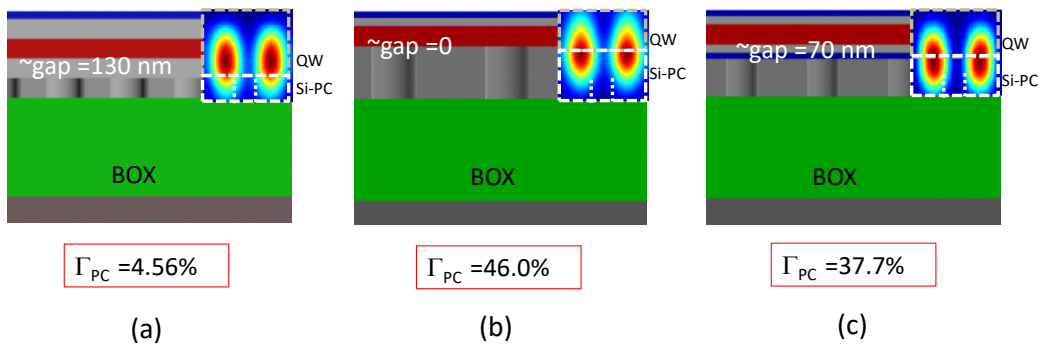 ~gap =130 nm
QW
Si-PC
BOX
Γ_PC =4.56%
(a)
~gap =0
QW
Si-PC
BOX
Γ_PC =46.0%
(b)
~gap =70 nm
QW
Si-PC
BOX
Γ_PC =37.7%
(c)